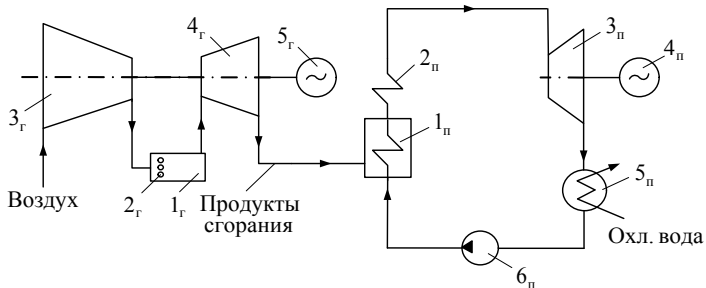 4г
5г
2п
3п
4п
3г
1п
Воздух
2г
1г
Продукты
сгорания
5п
Охл. вода
6п